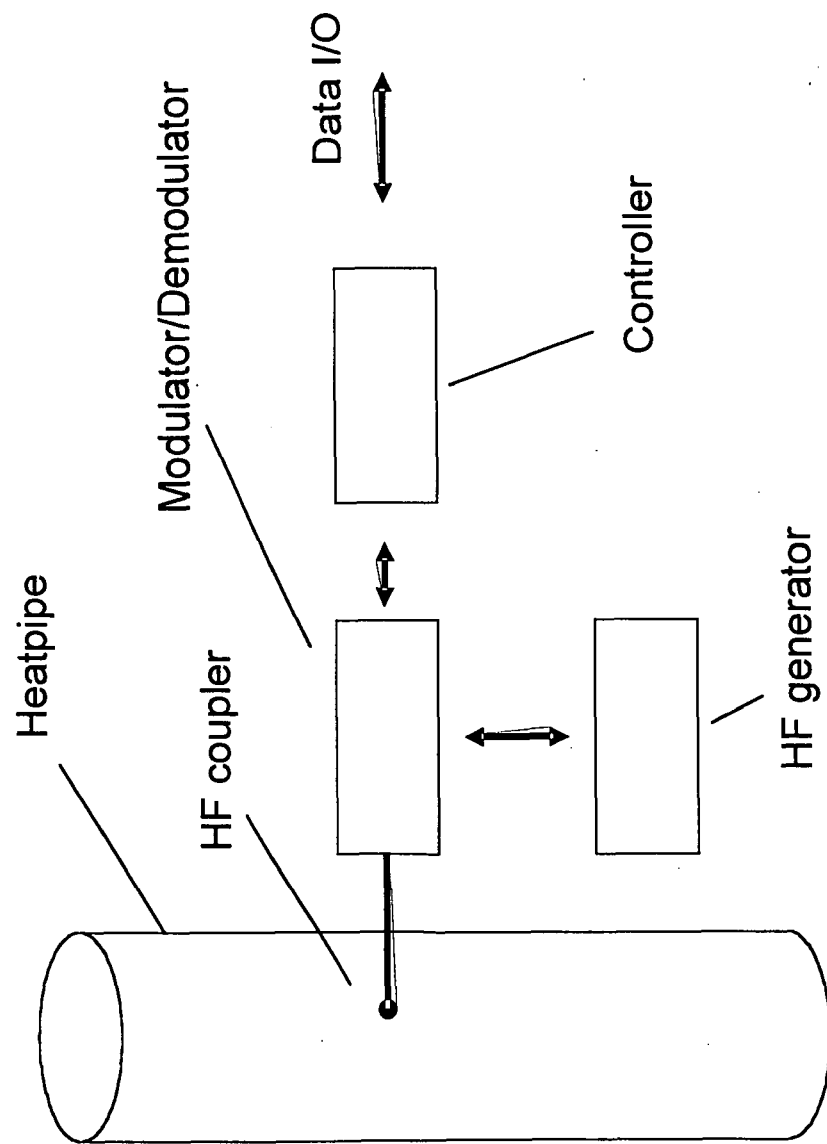 Heatpipe
HF coupler
Modulator/Demodulator
Data I/O
Controller
HF generator